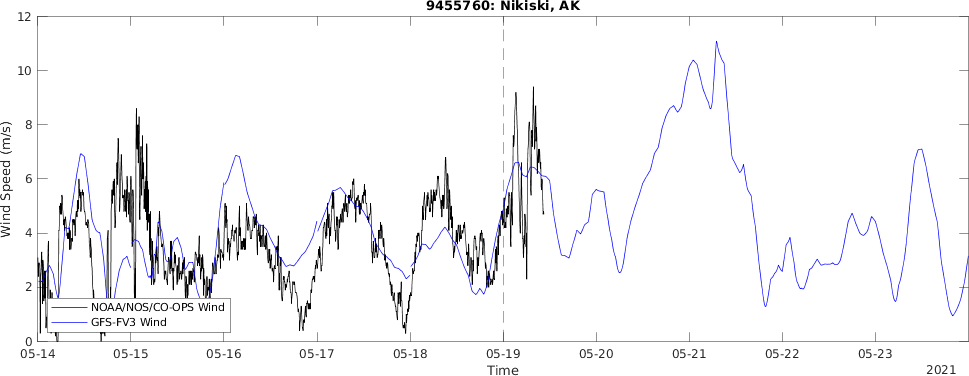 9455760: Nikiski, AK
Wind Speed (m/s)
12
10
8
6
4
2
0
NOAA/NOS/CO-OPS Wind
GFS-FV3 Wind
05-14 05-15 05-16 05-17 05-18 05-19 05-20 05-21 05-22 05-23
Time
2021